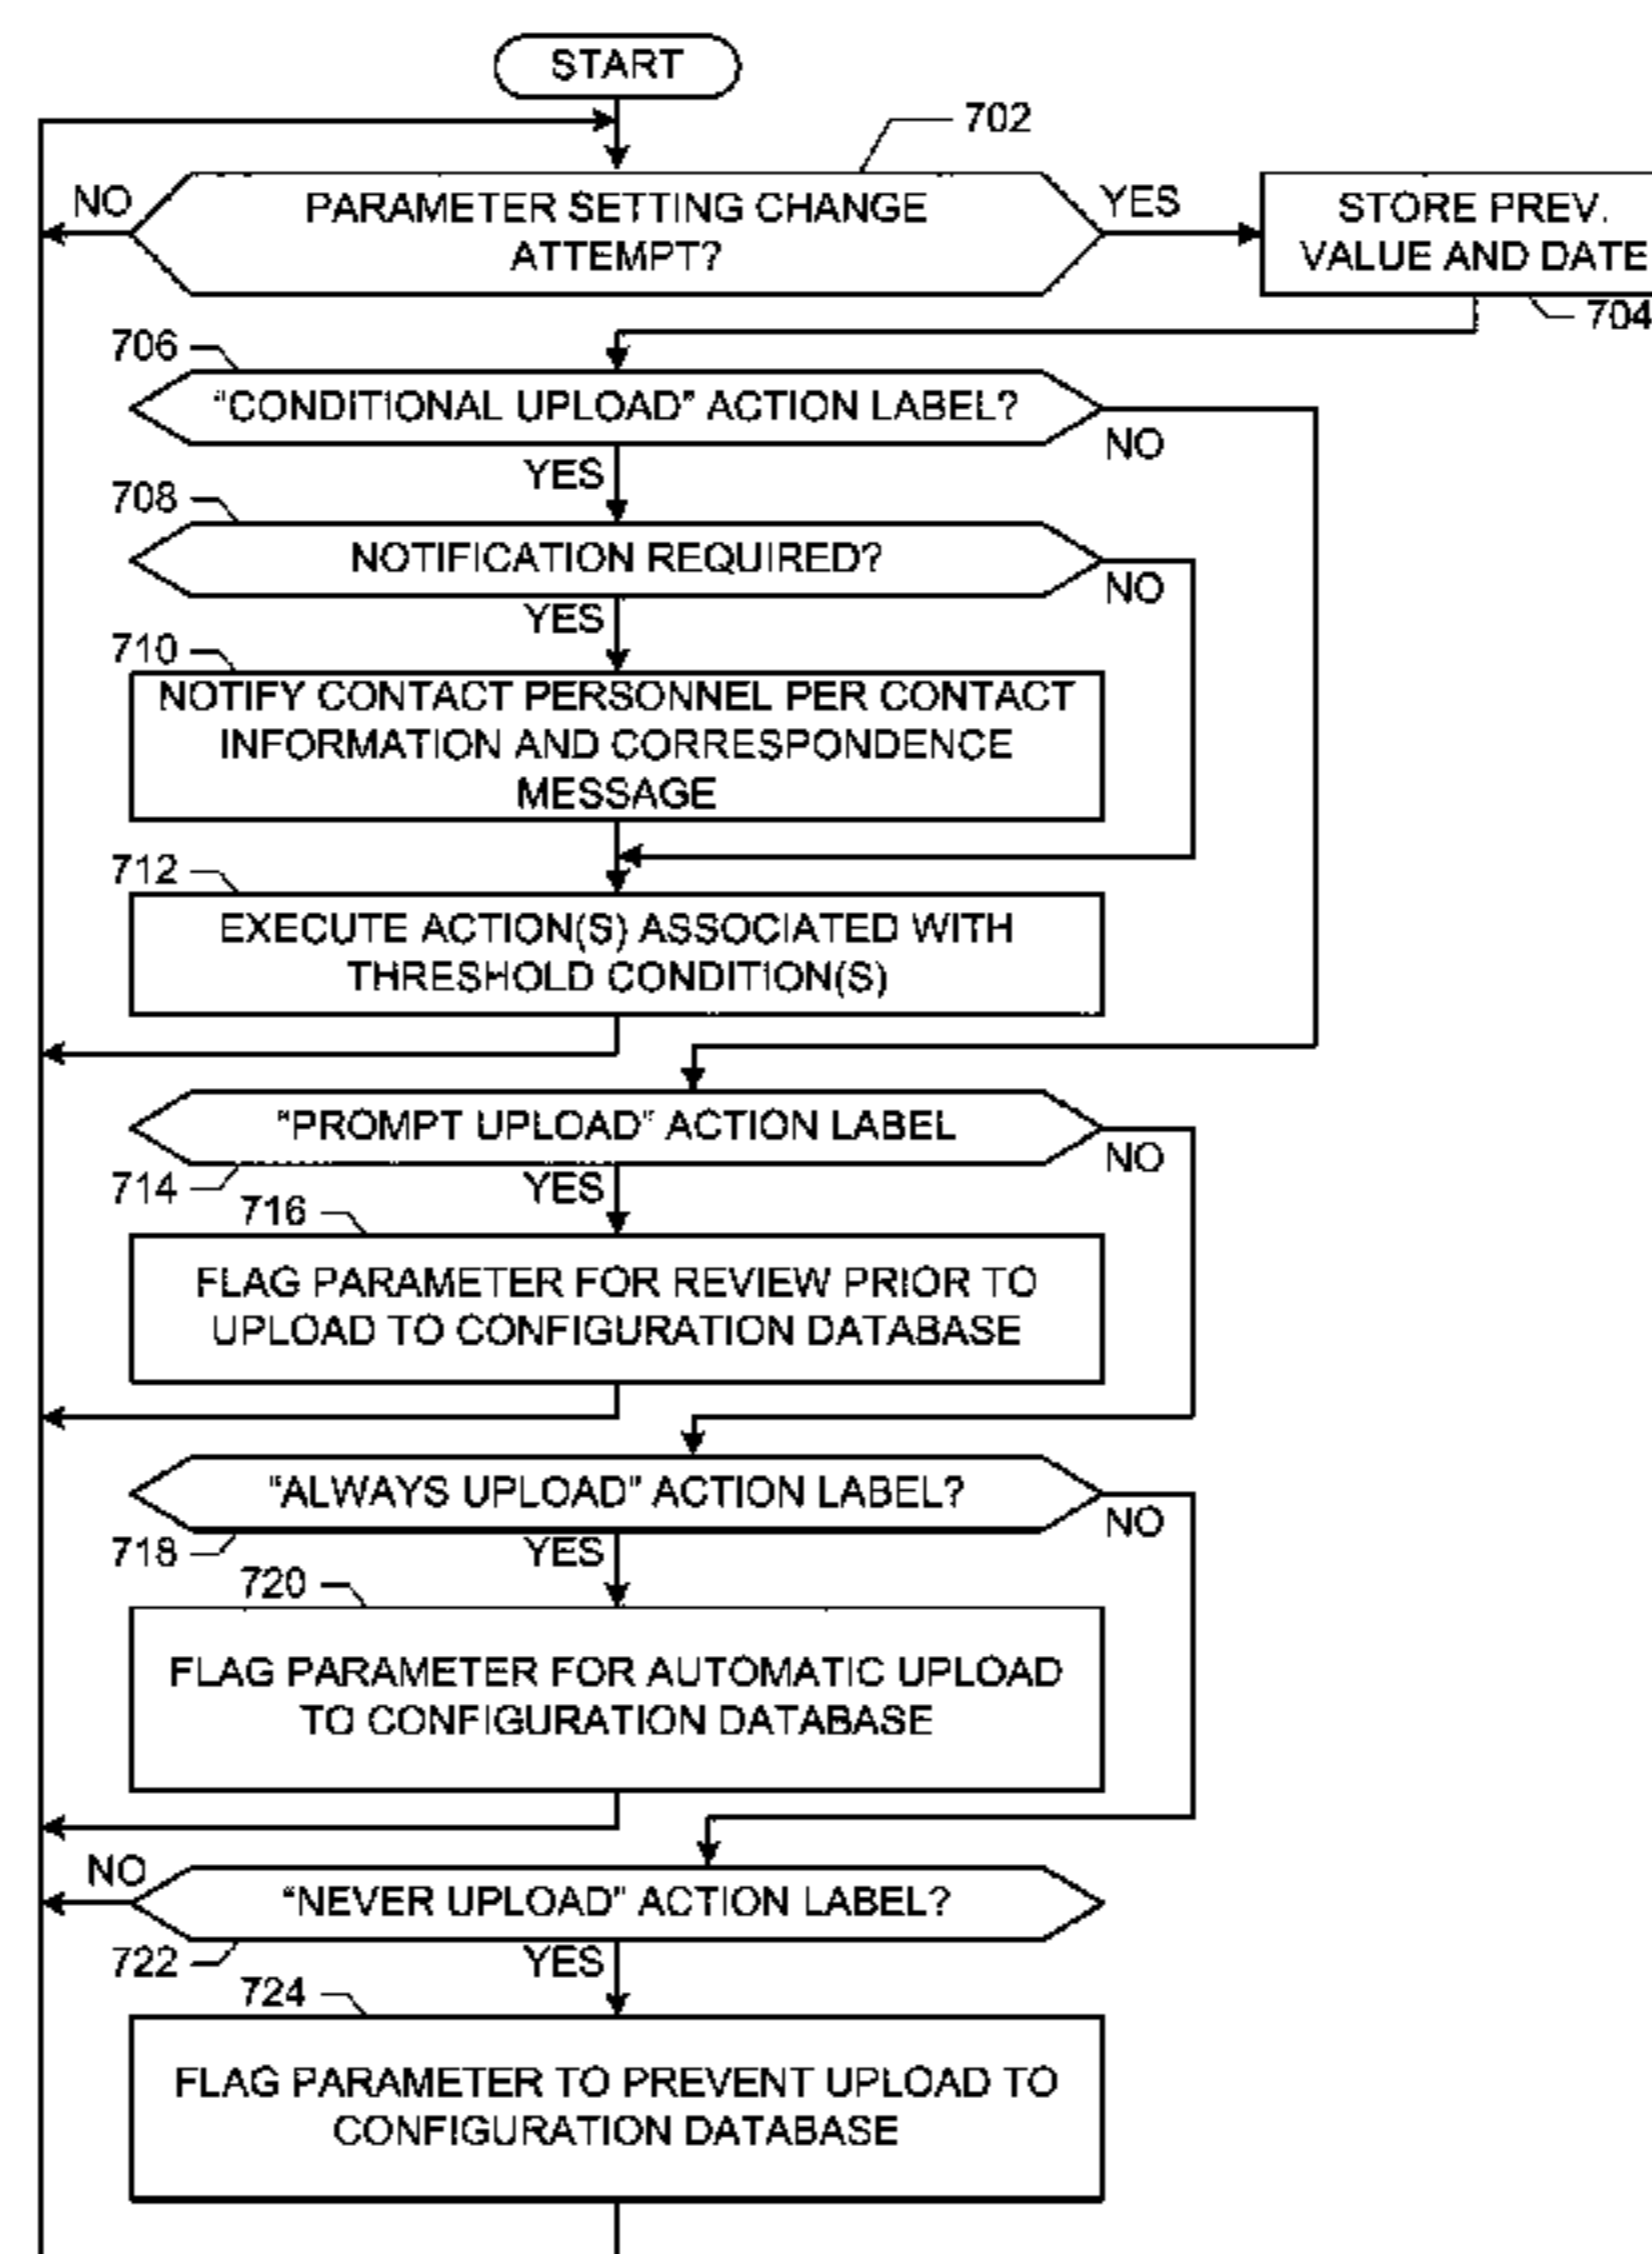 START
702
NO
PARAMETER SETTING CHANGE
ATTEMPT?
YES
STORE PREV.
VALUE AND DATE
704
706
"CONDITIONAL UPLOAD" ACTION LABEL?
NO
YES
708
NOTIFICATION REQUIRED?
NO
YES
710
NOTIFY CONTACT PERSONNEL PER CONTACT
INFORMATION AND CORRESPONDENCE
MESSAGE
712
EXECUTE ACTION(S) ASSOCIATED WITH
THRESHOLD CONDITION(S)
"PROMPT UPLOAD" ACTION LABEL
NO
714
YES
716
FLAG PARAMETER FOR REVIEW PRIOR TO
UPLOAD TO CONFIGURATION DATABASE
"ALWAYS UPLOAD" ACTION LABEL?
NO
718
YES
720
FLAG PARAMETER FOR AUTOMATIC UPLOAD
TO CONFIGURATION DATABASE
NO
"NEVER UPLOAD" ACTION LABEL?
722
YES
724
FLAG PARAMETER TO PREVENT UPLOAD TO
CONFIGURATION DATABASE